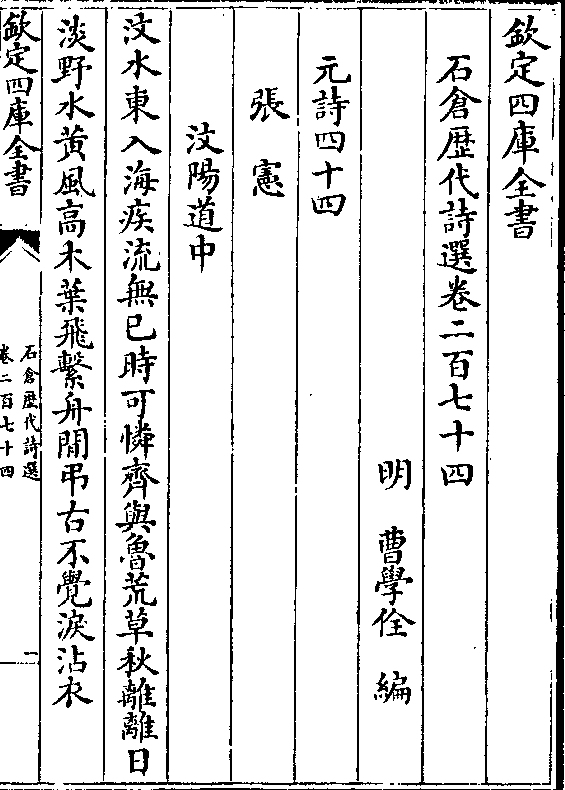 欽定四庫全書
石倉歷代詩選卷二百七十四
明 曹學佺 編
元詩四十四
張憲
汶陽道中
汶水東入海疾流無已時可憐齊與魯荒草秋離離日
淡野水黄風高木葉飛繫舟閒弔古不覺淚沾衣
欽定四庫全書
石倉歷代詩選
卷二百七十四
一